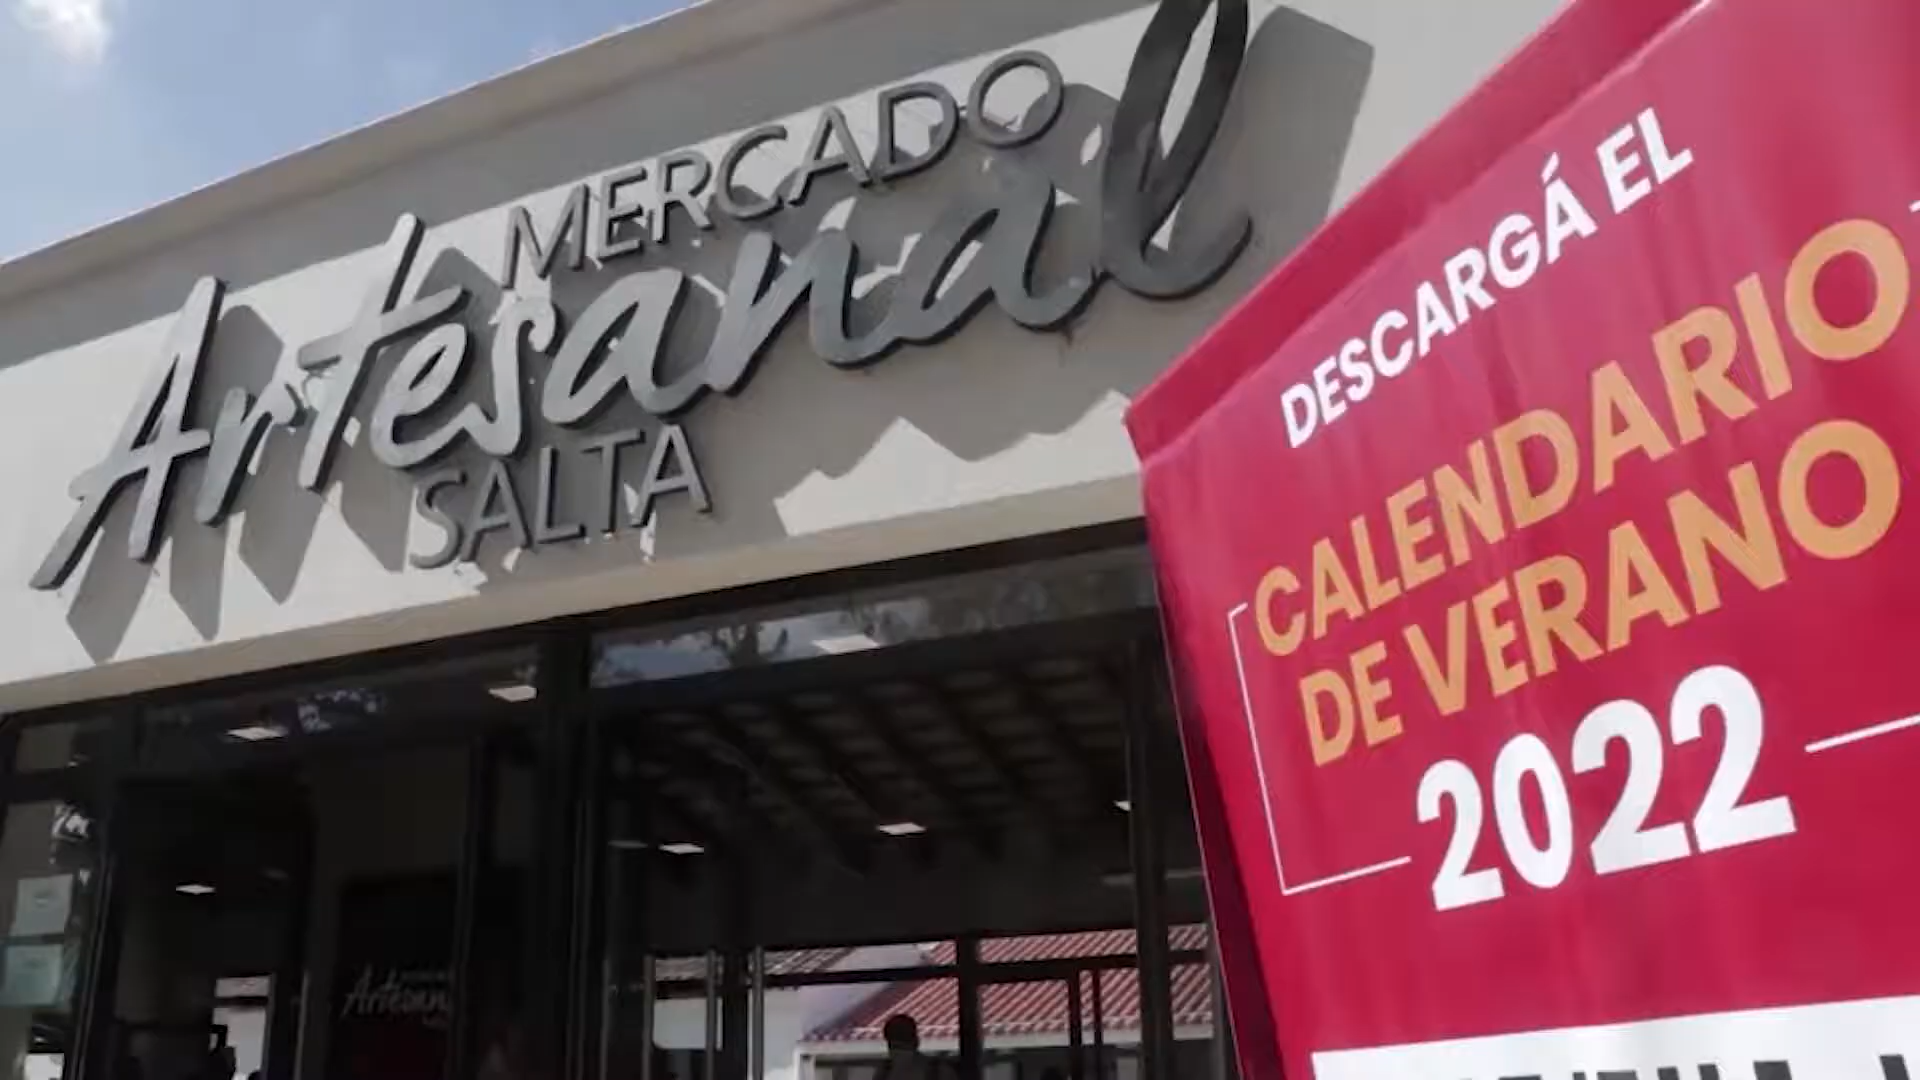 MERCADO
Artesanal
SALTA
DESCARGÁ EL
CALENDARIO
DE VERANO
2022